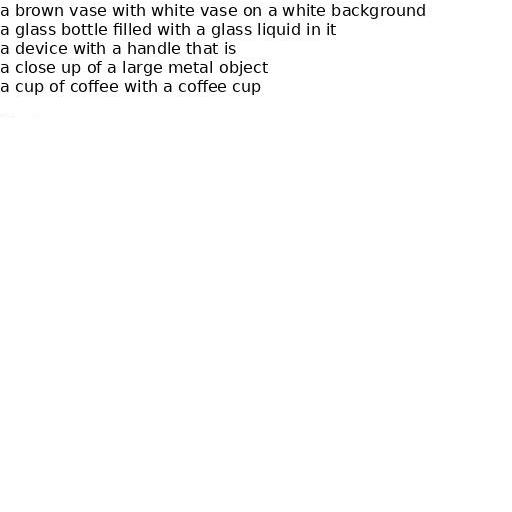 a brown vase with white vase on a white background
a glass bottle filled with a glass liquid in it
a device with a handle that is
a close up of a large metal object
a cup of coffee with a coffee cup